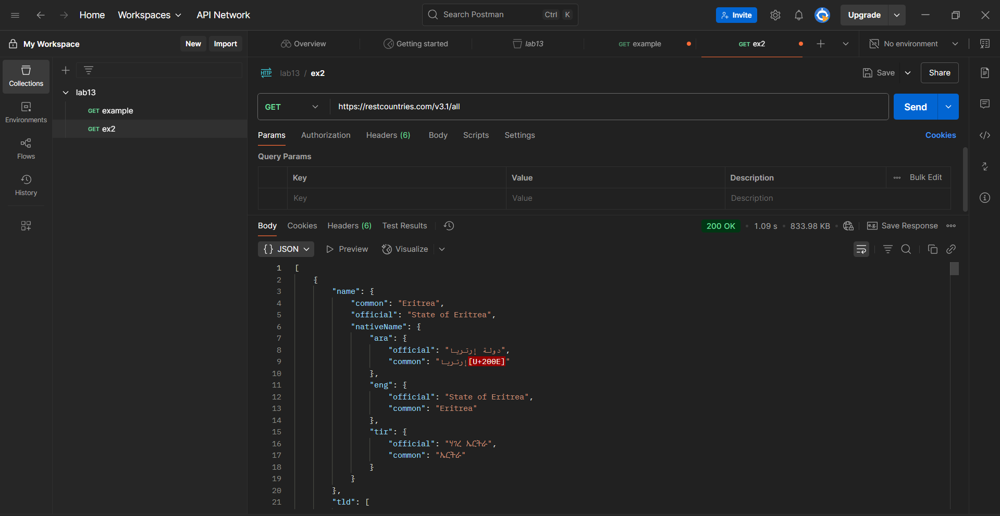 Home Workspaces API Network
Search Postman Ctrl K
Invite
Upgrade
My Workspace New Import
Overview
Getting started
lab13
GET example
GET ex2
No environment
Collections
Environments
Flows
History
lab13
GET example
GET ex2
HTTP lab13 / ex2
Save
Share
GET https://restcountries.com/v3.1/all
Send
Params Authorization Headers (6) Body Scripts Settings
Cookies
Query Params
Key Value Description Bulk Edit
Key Value Description
Body Cookies Headers (6) Test Results
200 OK • 1.09 s • 833.98 KB • e.g. Save Response
{} JSON Preview Visualize
1 [
2 {
3 "name": {
4 "common": "Eritrea",
5 "official": "State of Eritrea",
6 "nativeName": {
7 "ara": {
8 "official": "دولة إرتريا",
9 "common": "إرتريا[U+200E]"
10 },
11 "eng": {
12 "official": "State of Eritrea",
13 "common": "Eritrea"
14 },
15 "tir": {
16 "official": "ሃገረ ኤርትራ",
17 "common": "ኤርትራ"
18 }
19 }
20 },
21 "tld": [